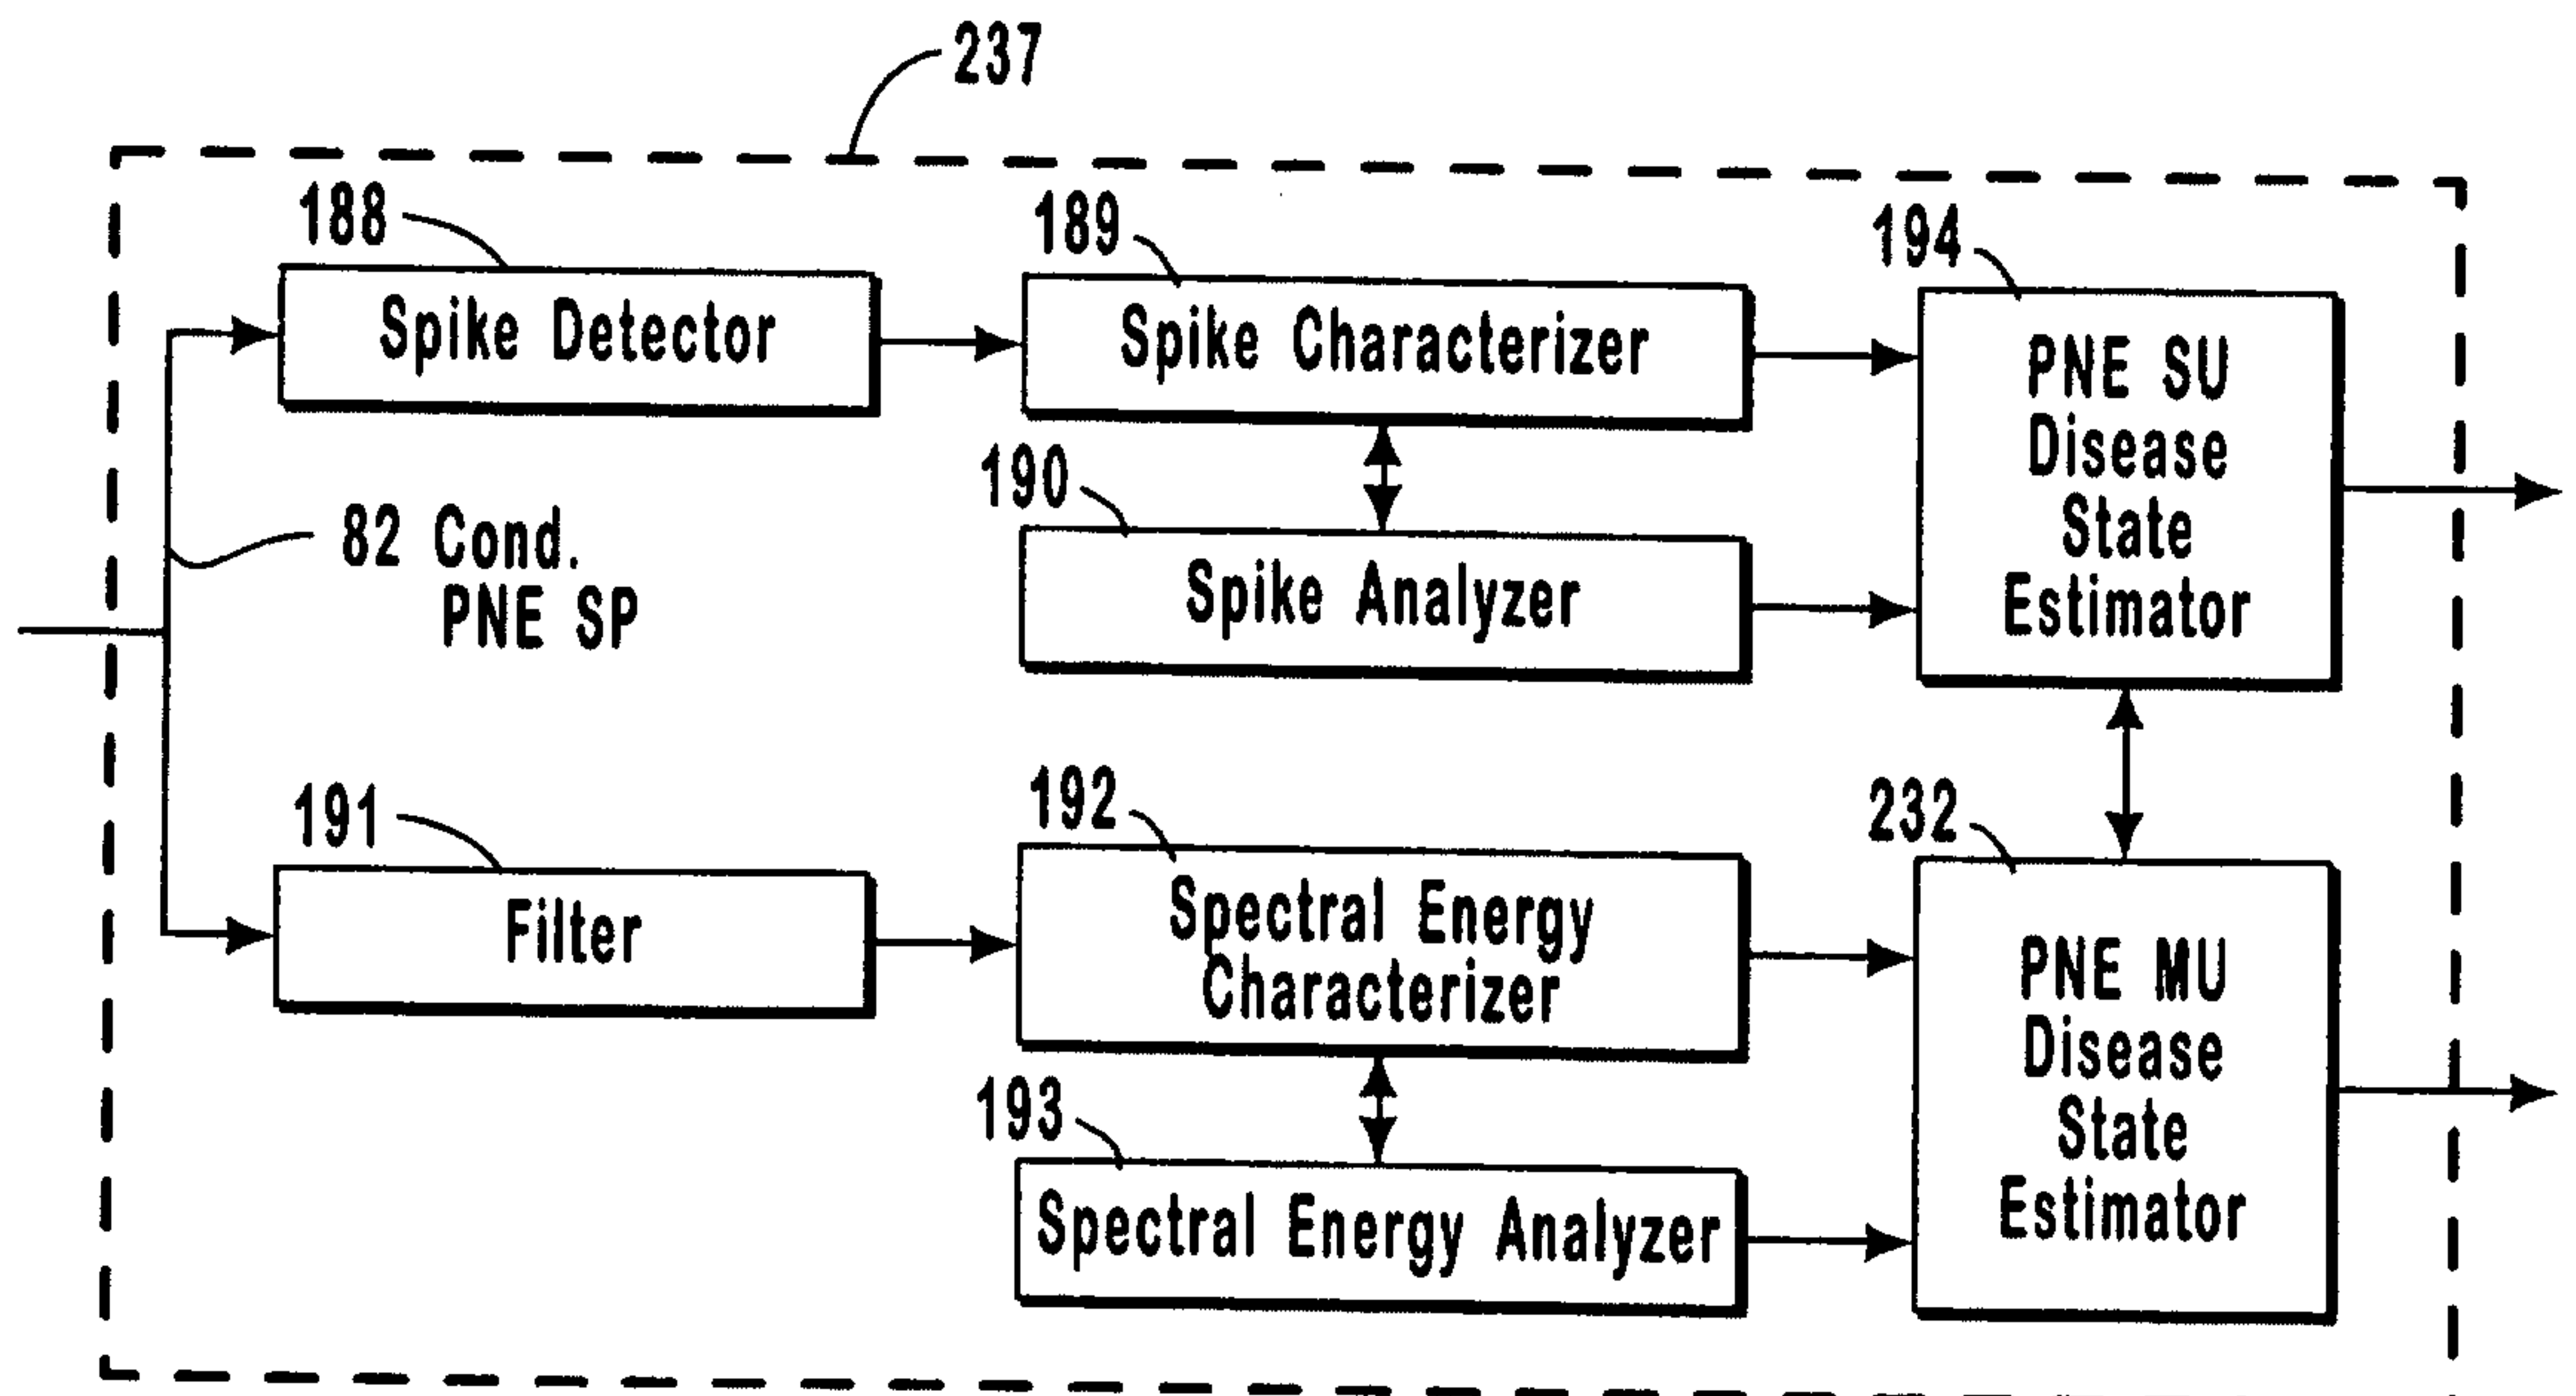 237
188
Spike Detector
189
Spike Characterizer
194
PNE SU
Disease
State
Estimator
190
Spike Analyzer
82 Cond.
PNE SP
191
Filter
192
Spectral Energy
Characterizer
193
Spectral Energy Analyzer
232
PNE MU
Disease
State
Estimator